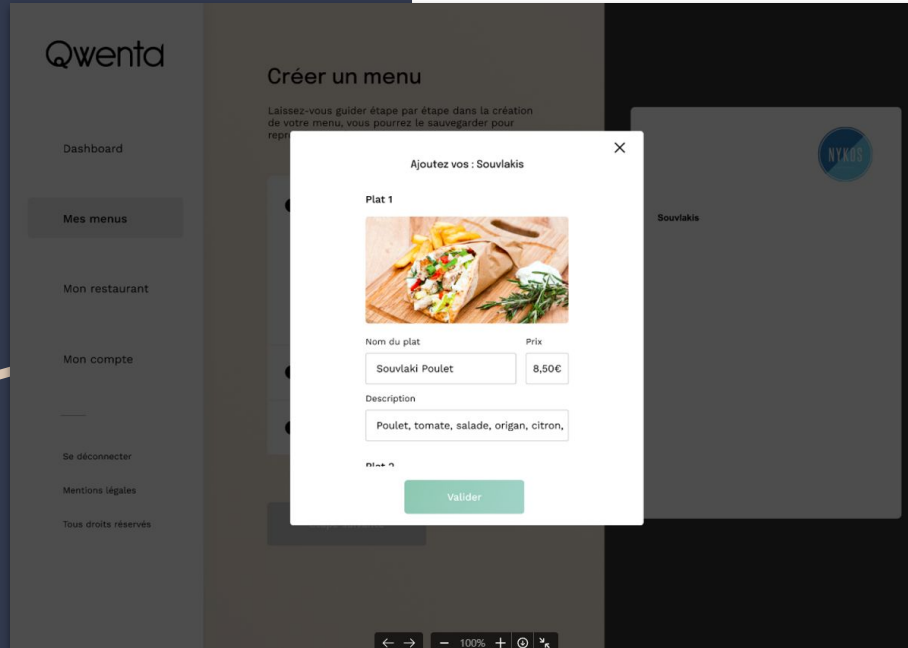 Qwenta
Dashboard
Mes menus
Mon restaurant
Mon compte
Se déconnecter
Mentions légales
Tous droits réservés
Créer un menu
Laissez-vous guider étape par étape dans la création
de votre menu, vous pourrez le sauvegarder pour
Ajoutez vos : Souvlakis
Plat 1
Nom du plat
Prix
Souvlaki Poulet
8,50€
Description
Poulet, tomate, salade, origan, citron,
Plat 2
Valider
NYKOS
Souvlakis
100%